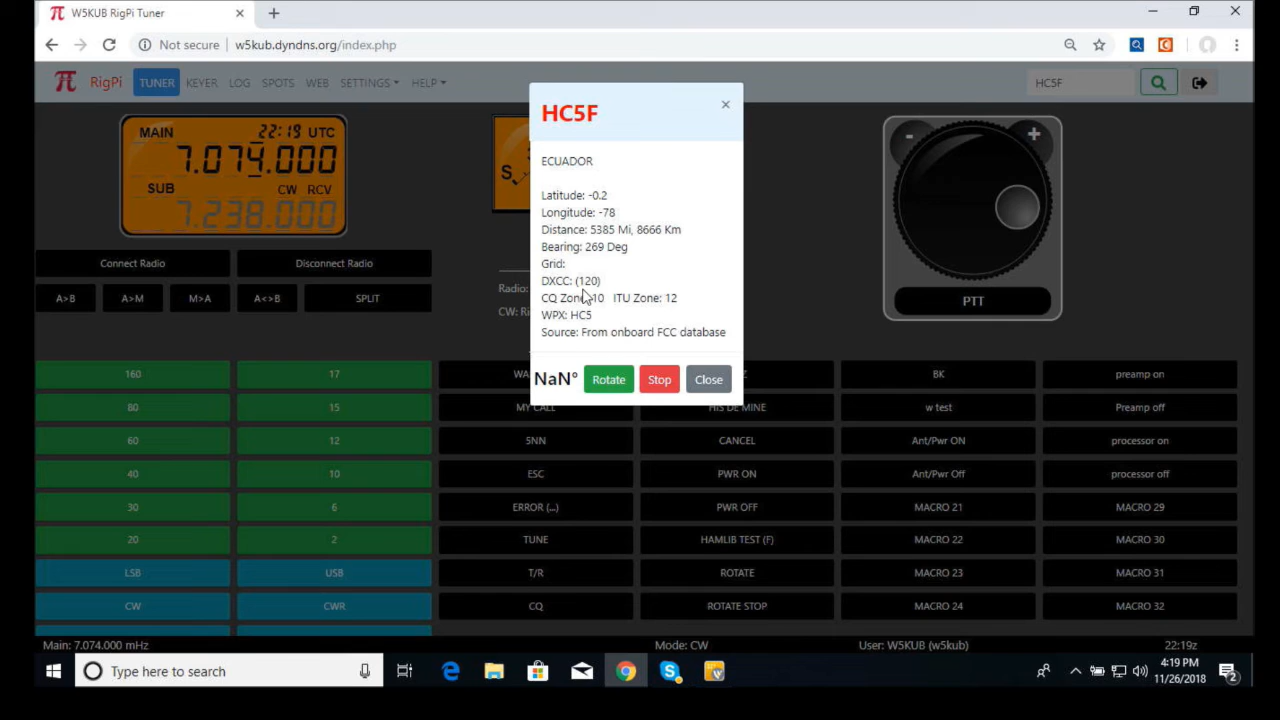 W5KUB RigPi Tuner
Not secure w5kub.dyndns.org/index.php
RigPi TUNER KEYER LOG SPOTS WEB SETTINGS HELP HC5F
HC5F
ECUADOR
Latitude: -0.2
Longitude: -78
Distance: 5385 Mi, 8666 Km
Bearing: 269 Deg
Grid:
DXCC: (120)
CQ Zone: 10 ITU Zone: 12
WPX: HC5
Source: From onboard FCC database
NaN° Rotate Stop Close
MAIN 22:19 UTC
7.074.000
SUB CW RCV
7.238.000
S
- +
PTT
Connect Radio Disconnect Radio
Radio:
A>B A>M M>A A<>B SPLIT
CW:
160 17 BK preamp on
80 15 MY CALL HIS DE MINE w test Preamp off
60 12 5NN CANCEL Ant/Pwr ON processor on
40 10 ESC PWR ON Ant/Pwr Off processor off
30 6 ERROR (...) PWR OFF MACRO 21 MACRO 29
20 2 TUNE HAMLIB TEST (F) MACRO 22 MACRO 30
LSB USB T/R ROTATE MACRO 23 MACRO 31
CW CWR CQ ROTATE STOP MACRO 24 MACRO 32
Main: 7.074.000 mHz Mode: CW User: W5KUB (w5kub) 22:19z
Type here to search 4:19 PM
11/26/2018
2